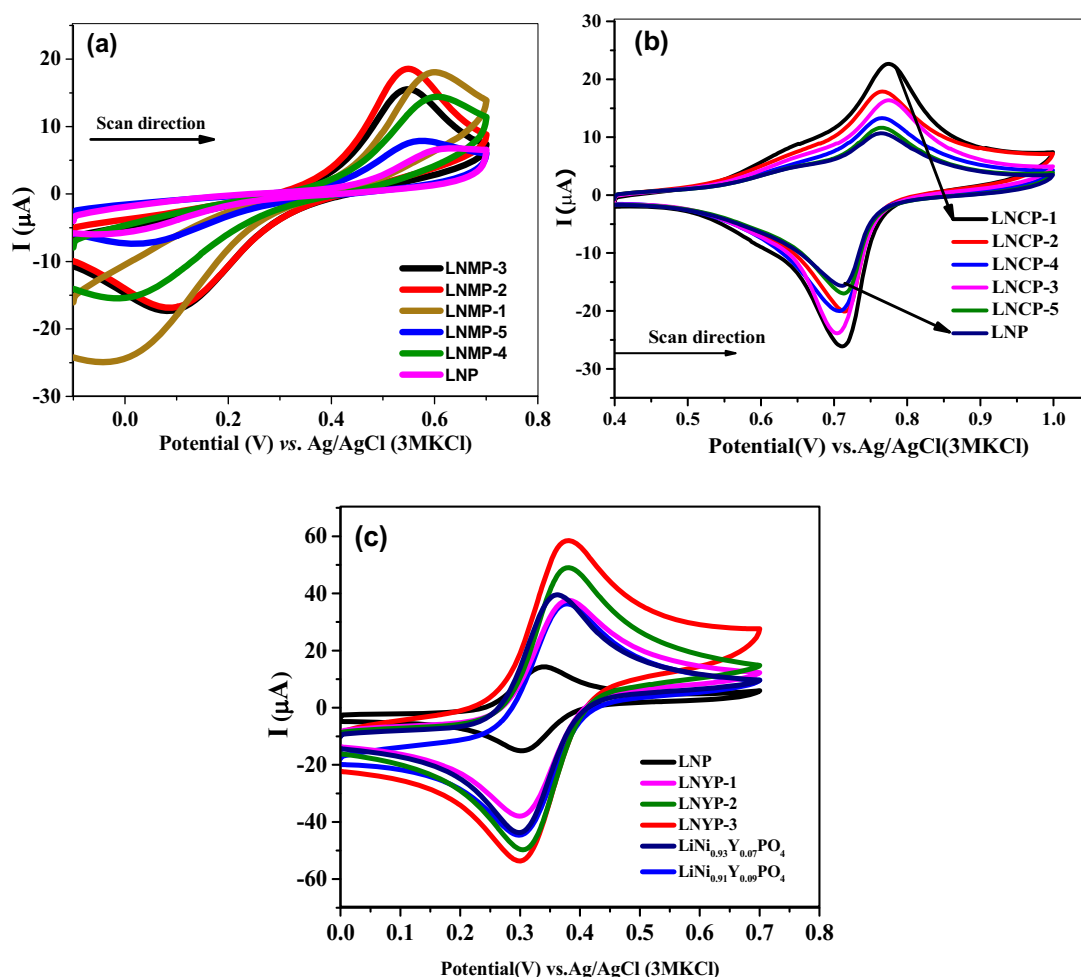 (a)
20
10
0
-10
-20
-30
I (μA)
Scan direction
LNMP-3
LNMP-2
LNMP-1
LNMP-5
LNMP-4
LNP
0.0 0.2 0.4 0.6 0.8
Potential (V) vs. Ag/AgCl (3MKCl)
(b)
30
20
10
0
-10
-20
-30
I (μA)
Scan direction
LNCP-1
LNCP-2
LNCP-4
LNCP-3
LNCP-5
LNP
0.4 0.5 0.6 0.7 0.8 0.9 1.0
Potential(V) vs.Ag/AgCl(3MKCl)
(c)
60
40
20
0
-20
-40
-60
I (μA)
LNP
LNYP-1
LNYP-2
LNYP-3
LiNi0.93Y0.07PO4
LiNi0.91Y0.09PO4
0.0 0.1 0.2 0.3 0.4 0.5 0.6 0.7 0.8
Potential(V) vs.Ag/AgCl (3MKCl)